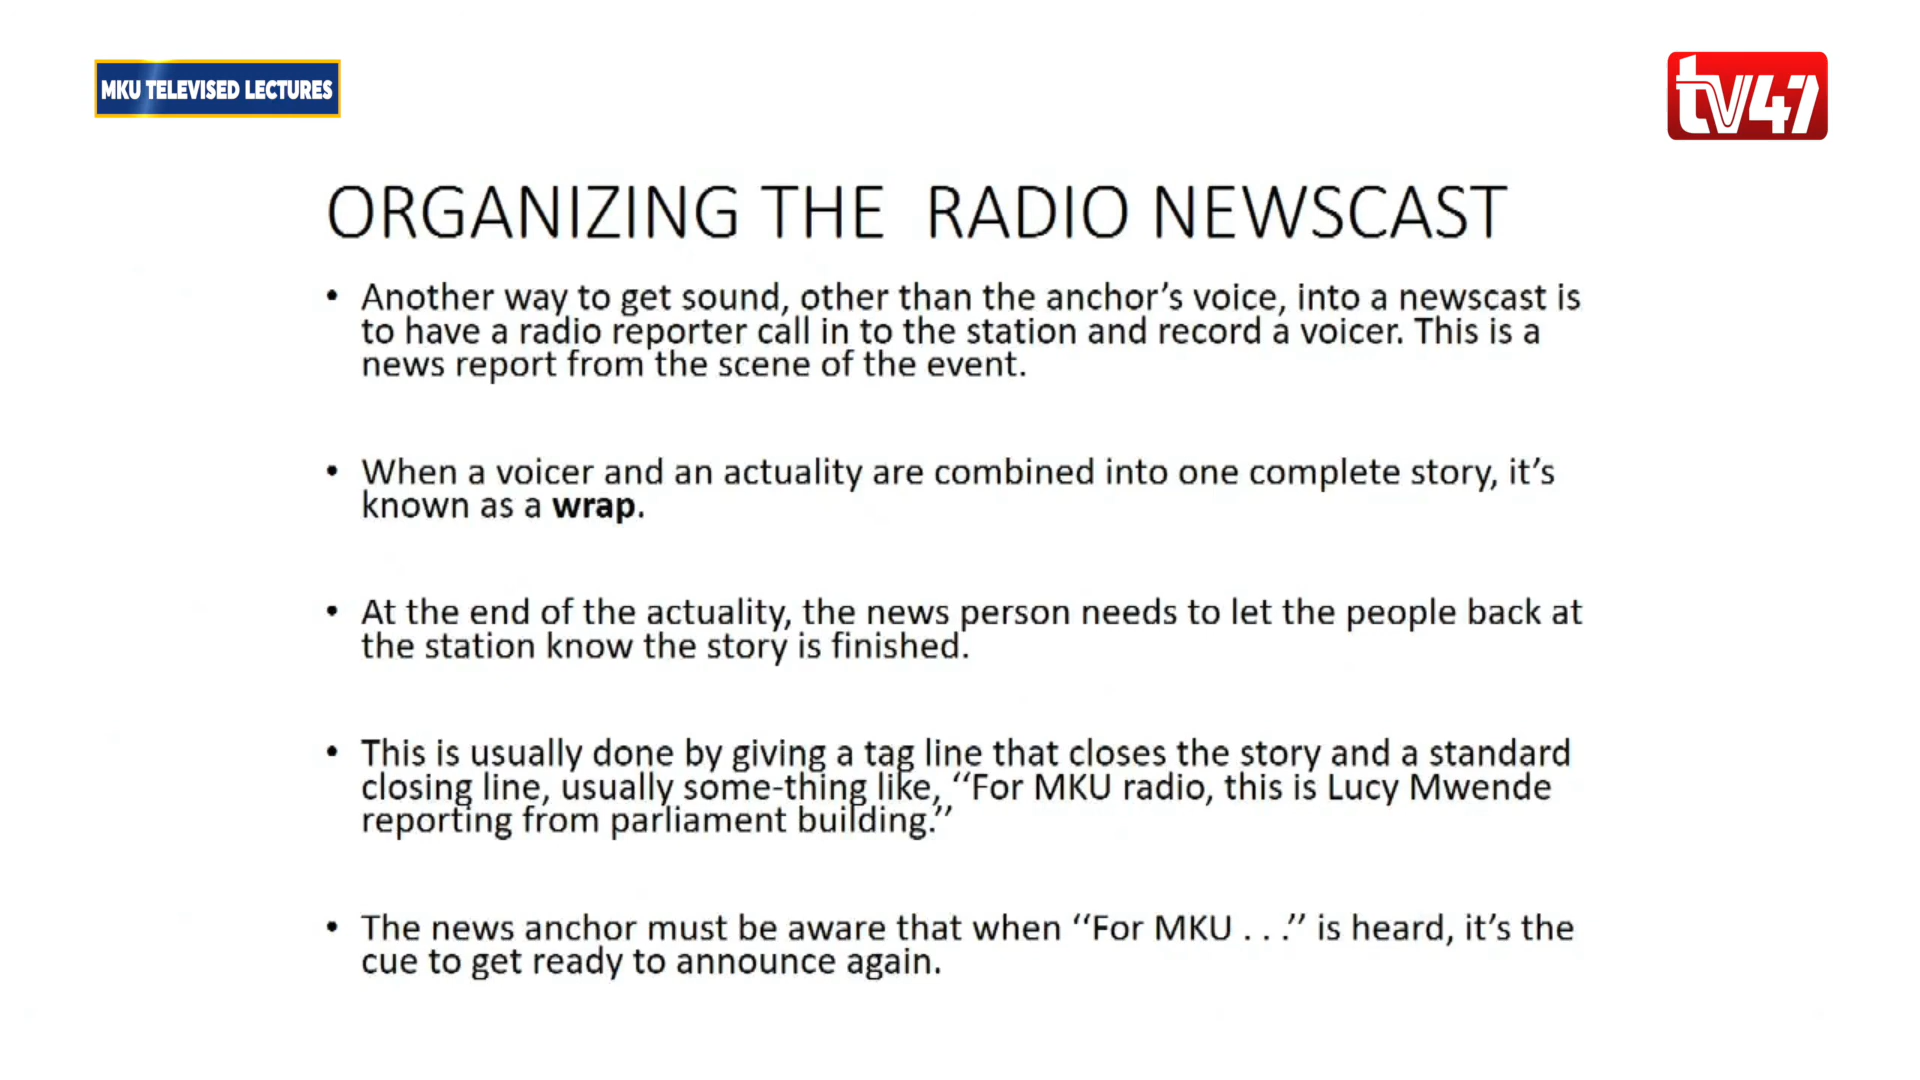 MKU TELEVISED LECTURES
tv47
ORGANIZING THE RADIO NEWSCAST
• Another way to get sound, other than the anchor’s voice, into a newscast is
to have a radio reporter call in to the station and record a voicer. This is a
news report from the scene of the event.
• When a voicer and an actuality are combined into one complete story, it’s
known as a wrap.
• At the end of the actuality, the news person needs to let the people back at
the station know the story is finished.
• This is usually done by giving a tag line that closes the story and a standard
closing line, usually some-thing like, ‘‘For MKU radio, this is Lucy Mwende
reporting from parliament building.’’
• The news anchor must be aware that when ‘‘For MKU . . .’’ is heard, it’s the
cue to get ready to announce again.